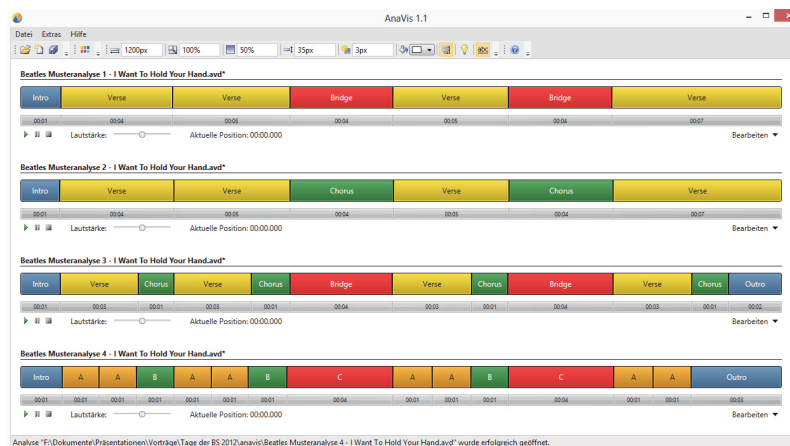 AnaVis 1.1
Datei Extras Hilfe
1200px 100% 50% 35px 3px abc
Beatles Musteranalyse 1 - I Want To Hold Your Hand.avd*
Intro Verse Verse Bridge Verse Bridge Verse
00:01 00:04 00:05 00:04 00:05 00:04 00:07
Lautstärke: Aktuelle Position: 00:00.000 Bearbeiten
Beatles Musteranalyse 2 - I Want To Hold Your Hand.avd*
Intro Verse Verse Chorus Verse Chorus Verse
00:01 00:04 00:05 00:04 00:05 00:04 00:07
Lautstärke: Aktuelle Position: 00:00.000 Bearbeiten
Beatles Musteranalyse 3 - I Want To Hold Your Hand.avd*
Intro Verse Chorus Verse Chorus Bridge Verse Chorus Bridge Verse Chorus Outro
00:01 00:03 00:01 00:03 00:01 00:04 00:03 00:01 00:04 00:03 00:01 00:02
Lautstärke: Aktuelle Position: 00:00.000 Bearbeiten
Beatles Musteranalyse 4 - I Want To Hold Your Hand.avd*
Intro A A B A A B C A A B C A A Outro
00:01 00:01 00:01 00:01 00:01 00:01 00:01 00:04 00:01 00:01 00:01 00:04 00:01 00:01 00:03
Lautstärke: Aktuelle Position: 00:00.000 Bearbeiten
Analyse "F:\Dokumente\Präsentationen\Vorträge\Tage der BS 2012\anavis\Beatles Musteranalyse 4 - I Want To Hold Your Hand.avd" wurde erfolgreich geöffnet.